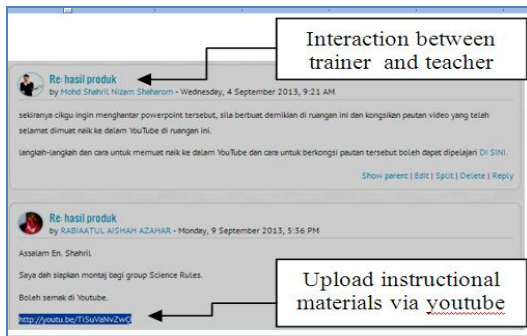 Interaction between
trainer and teacher
Re: hasil produk
by Mohd Shahril Nizam Shaharom - Wednesday, 4 September 2013, 9:21 AM
sekiranya cikgu ingin menghantar powerpoint tersebut, sila berbuat demikian di ruangan ini dan kongsikan pautan video yang telah
selamat dimuat naik ke dalam YouTube di ruangan ini.
langkah-langkah dan cara untuk memuat naik ke dalam YouTube dan cara untuk berkongsi pautan tersebut boleh dapat dipelajari DI SINI.
Show parent | Edit | Split | Delete | Reply
Re: hasil produk
by RABIAATUL AISHAH AZAHAR - Monday, 9 September 2013, 5:36 PM
Assalam En. Shahril
Saya dah siapkan montaj bagi group Science Rules.
Boleh semak di Youtube.
http://youtu.be/TiSuVaNvZwO
Upload instructional
materials via youtube